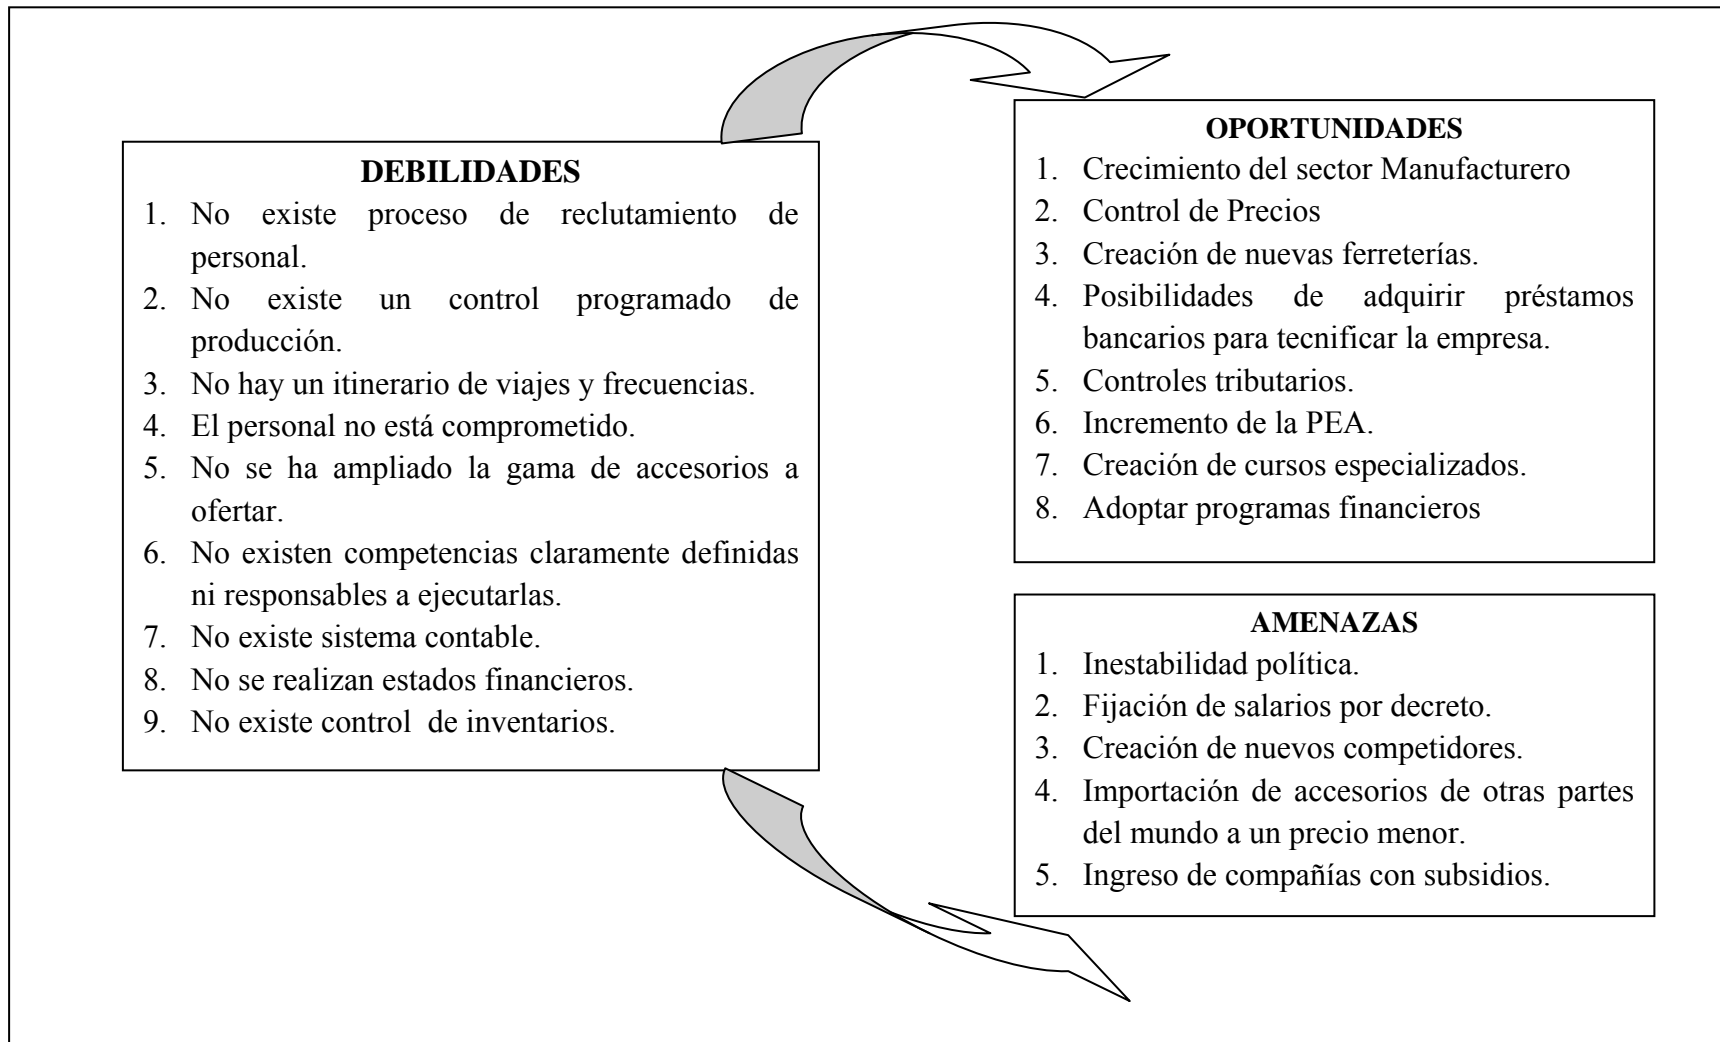 DEBILIDADES
1. No existe proceso de reclutamiento de
personal.
2. No existe un control programado de
producción.
3. No hay un itinerario de viajes y frecuencias.
4. El personal no está comprometido.
5. No se ha ampliado la gama de accesorios a
ofertar.
6. No existen competencias claramente definidas
ni responsables a ejecutarlas.
7. No existe sistema contable.
8. No se realizan estados financieros.
9. No existe control de inventarios.
OPORTUNIDADES
1. Crecimiento del sector Manufacturero
2. Control de Precios
3. Creación de nuevas ferreterías.
4. Posibilidades de adquirir préstamos
bancarios para tecnificar la empresa.
5. Controles tributarios.
6. Incremento de la PEA.
7. Creación de cursos especializados.
8. Adoptar programas financieros
AMENAZAS
1. Inestabilidad política.
2. Fijación de salarios por decreto.
3. Creación de nuevos competidores.
4. Importación de accesorios de otras partes
del mundo a un precio menor.
5. Ingreso de compañías con subsidios.